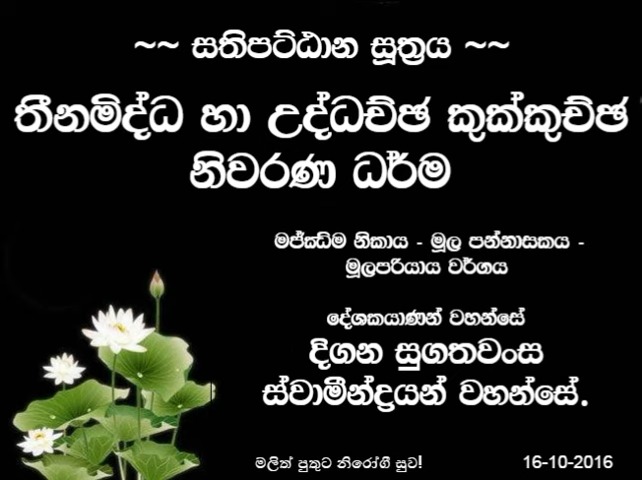 ~~ සතිපට්ඨාන සූත්‍රය ~~
තීනමිද්ධ හා උද්ධච්ඡ කුක්කුච්ඡ
නිවරණ ධර්ම
මජ්ඣිම නිකාය - මූල පන්නාසකය -
මූලපරියාය වර්ගය
දේශකයාණන් වහන්සේ
දිගන සුගතවංස
ස්වාමීන්ද්‍රයන් වහන්සේ.
මලිත් පුතුට නිරෝගී සුව!
16-10-2016